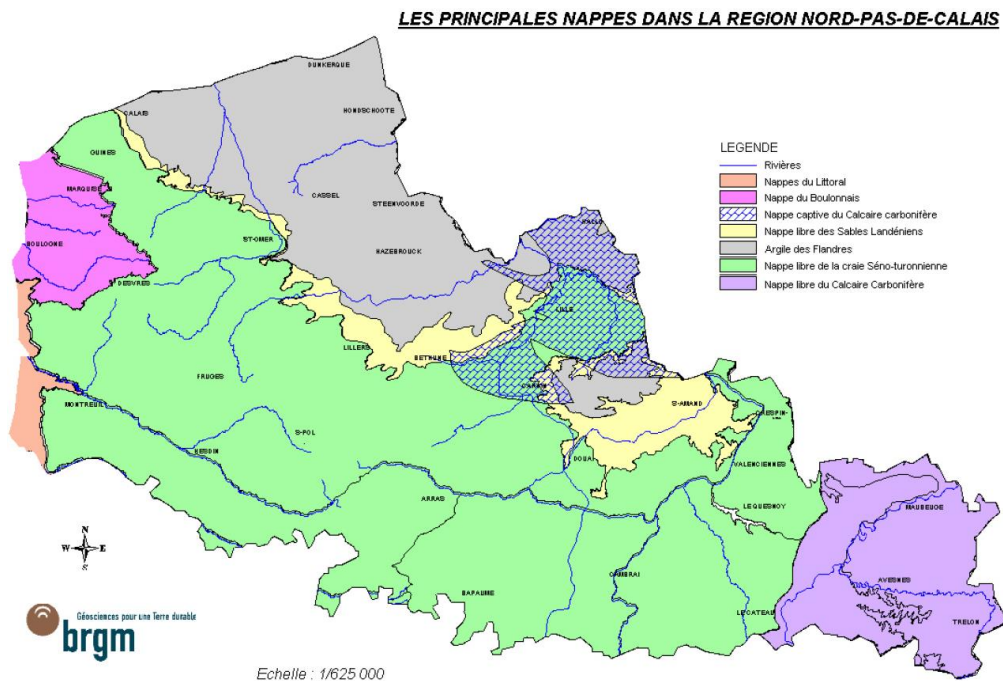 LES PRINCIPALES NAPPES DANS LA REGION NORD-PAS-DE-CALAIS
DUNKERQUE
HONDSCHOOTE
CALAIS
GUINES
LEGENDE
Rivières
Nappes du Littoral
Nappe du Boulonnais
Nappe captive du Calcaire carbonifère
Nappe libre des Sables Landéniens
Argile des Flandres
Nappe libre de la craie Séno-turonnienne
Nappe libre du Calcaire Carbonifère
MARQUISE
CASSEL
STEENVOORDE
BOULOGNE
ST-OMER
HAZEBROUCK
DESVRES
LILLE
LILLERS
BETHUNE
FRUGES
CARVIN
MONTREUIL
S-AMAND
S-POL
HESDIN
DOUAI
VALENCIENNES
ARRAS
LE QUESNOY
MAUBEUGE
CAMBRAI
AVESNES
BAPAUME
LE CATEAU
TRELON
N
W E
S
Géosciences pour une Terre durable
brgm
Echelle : 1/625 000